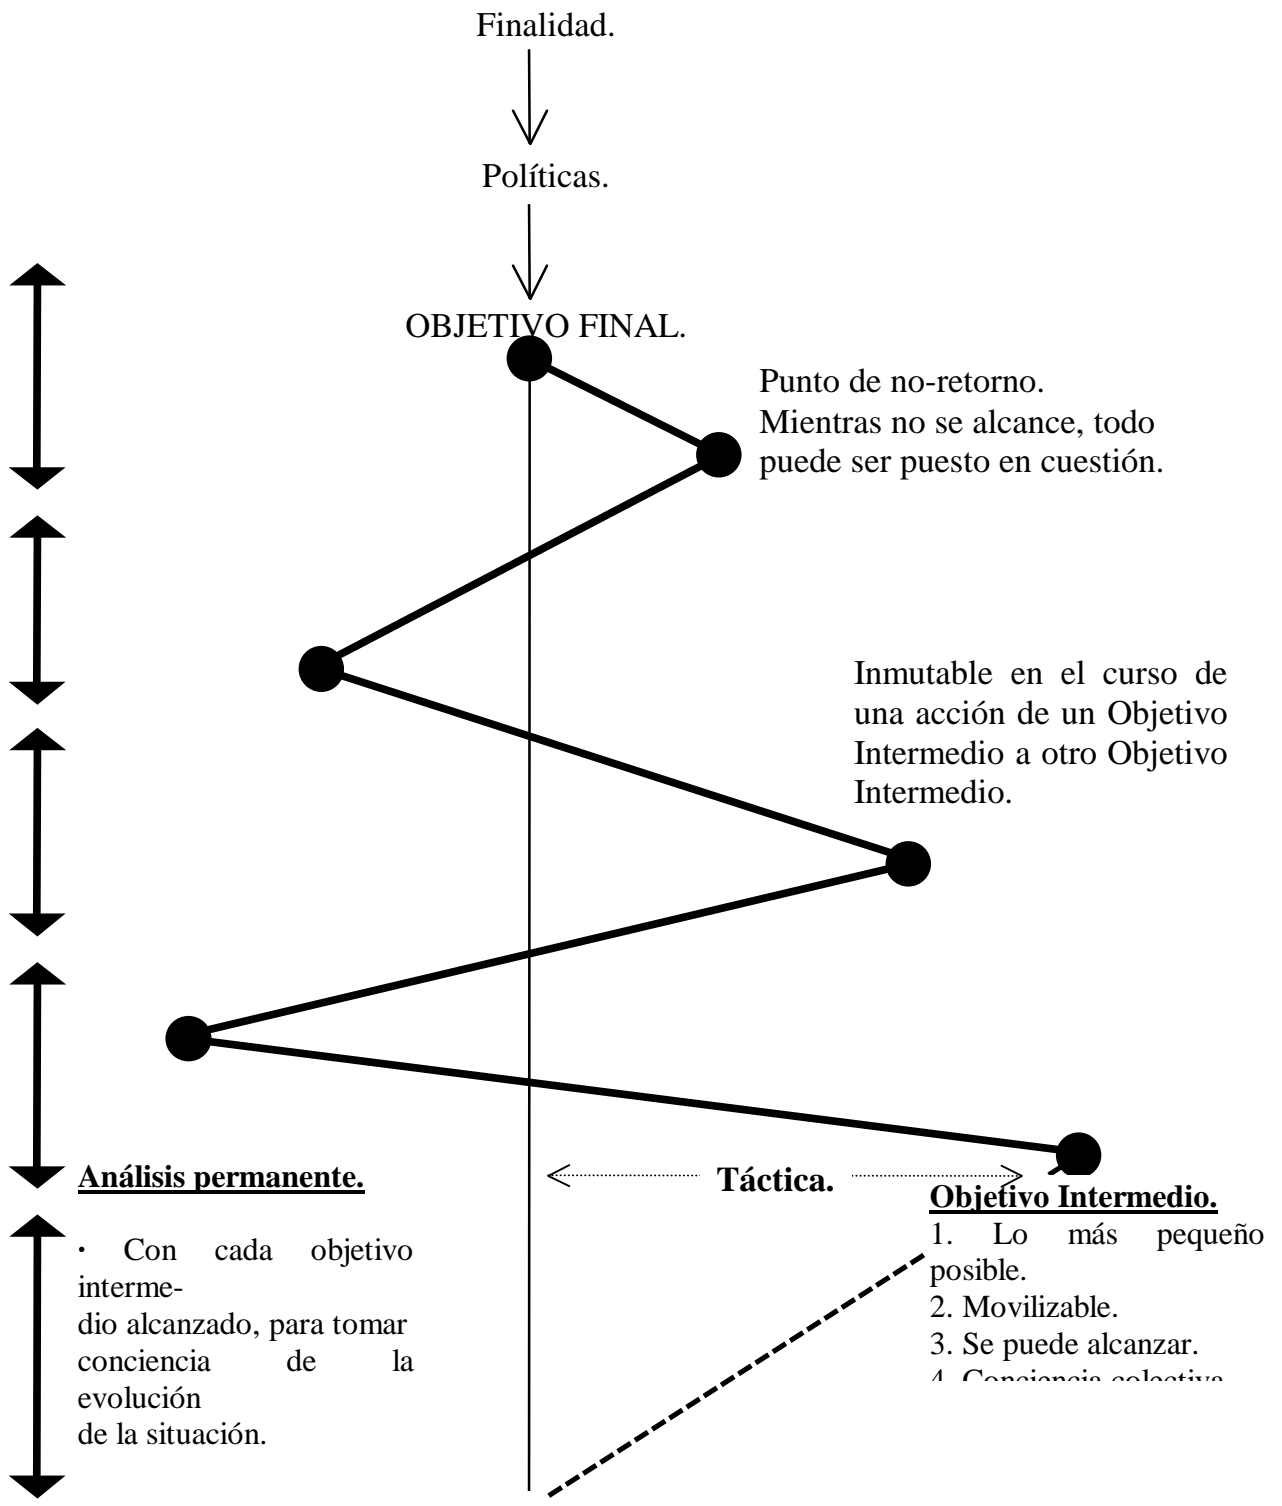 Finalidad.
Políticas.
OBJETIVO FINAL.
Punto de no-retorno.
Mientras no se alcance, todo
puede ser puesto en cuestión.
Inmutable en el curso de
una acción de un Objetivo
Intermedio a otro Objetivo
Intermedio.
Análisis permanente.
· Con cada objetivo
interme-
dio alcanzado, para tomar
conciencia de la
evolución
de la situación.
Táctica.
Objetivo Intermedio.
1. Lo más pequeño
posible.
2. Movilizable.
3. Se puede alcanzar.
4. Conciencia colectiva